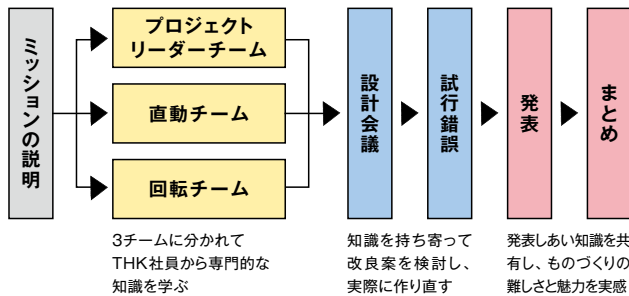 ミッションの説明
プロジェクト
リーダーチーム
直動チーム
回転チーム
設計会議
試行錯誤
発表
まとめ
3チームに分かれて
THK社員から専門的な
知識を学ぶ
知識を持ち寄って
改良案を検討し、
実際に作り直す
発表しあい知識を共
有し、ものづくりの
難しさと魅力を実感